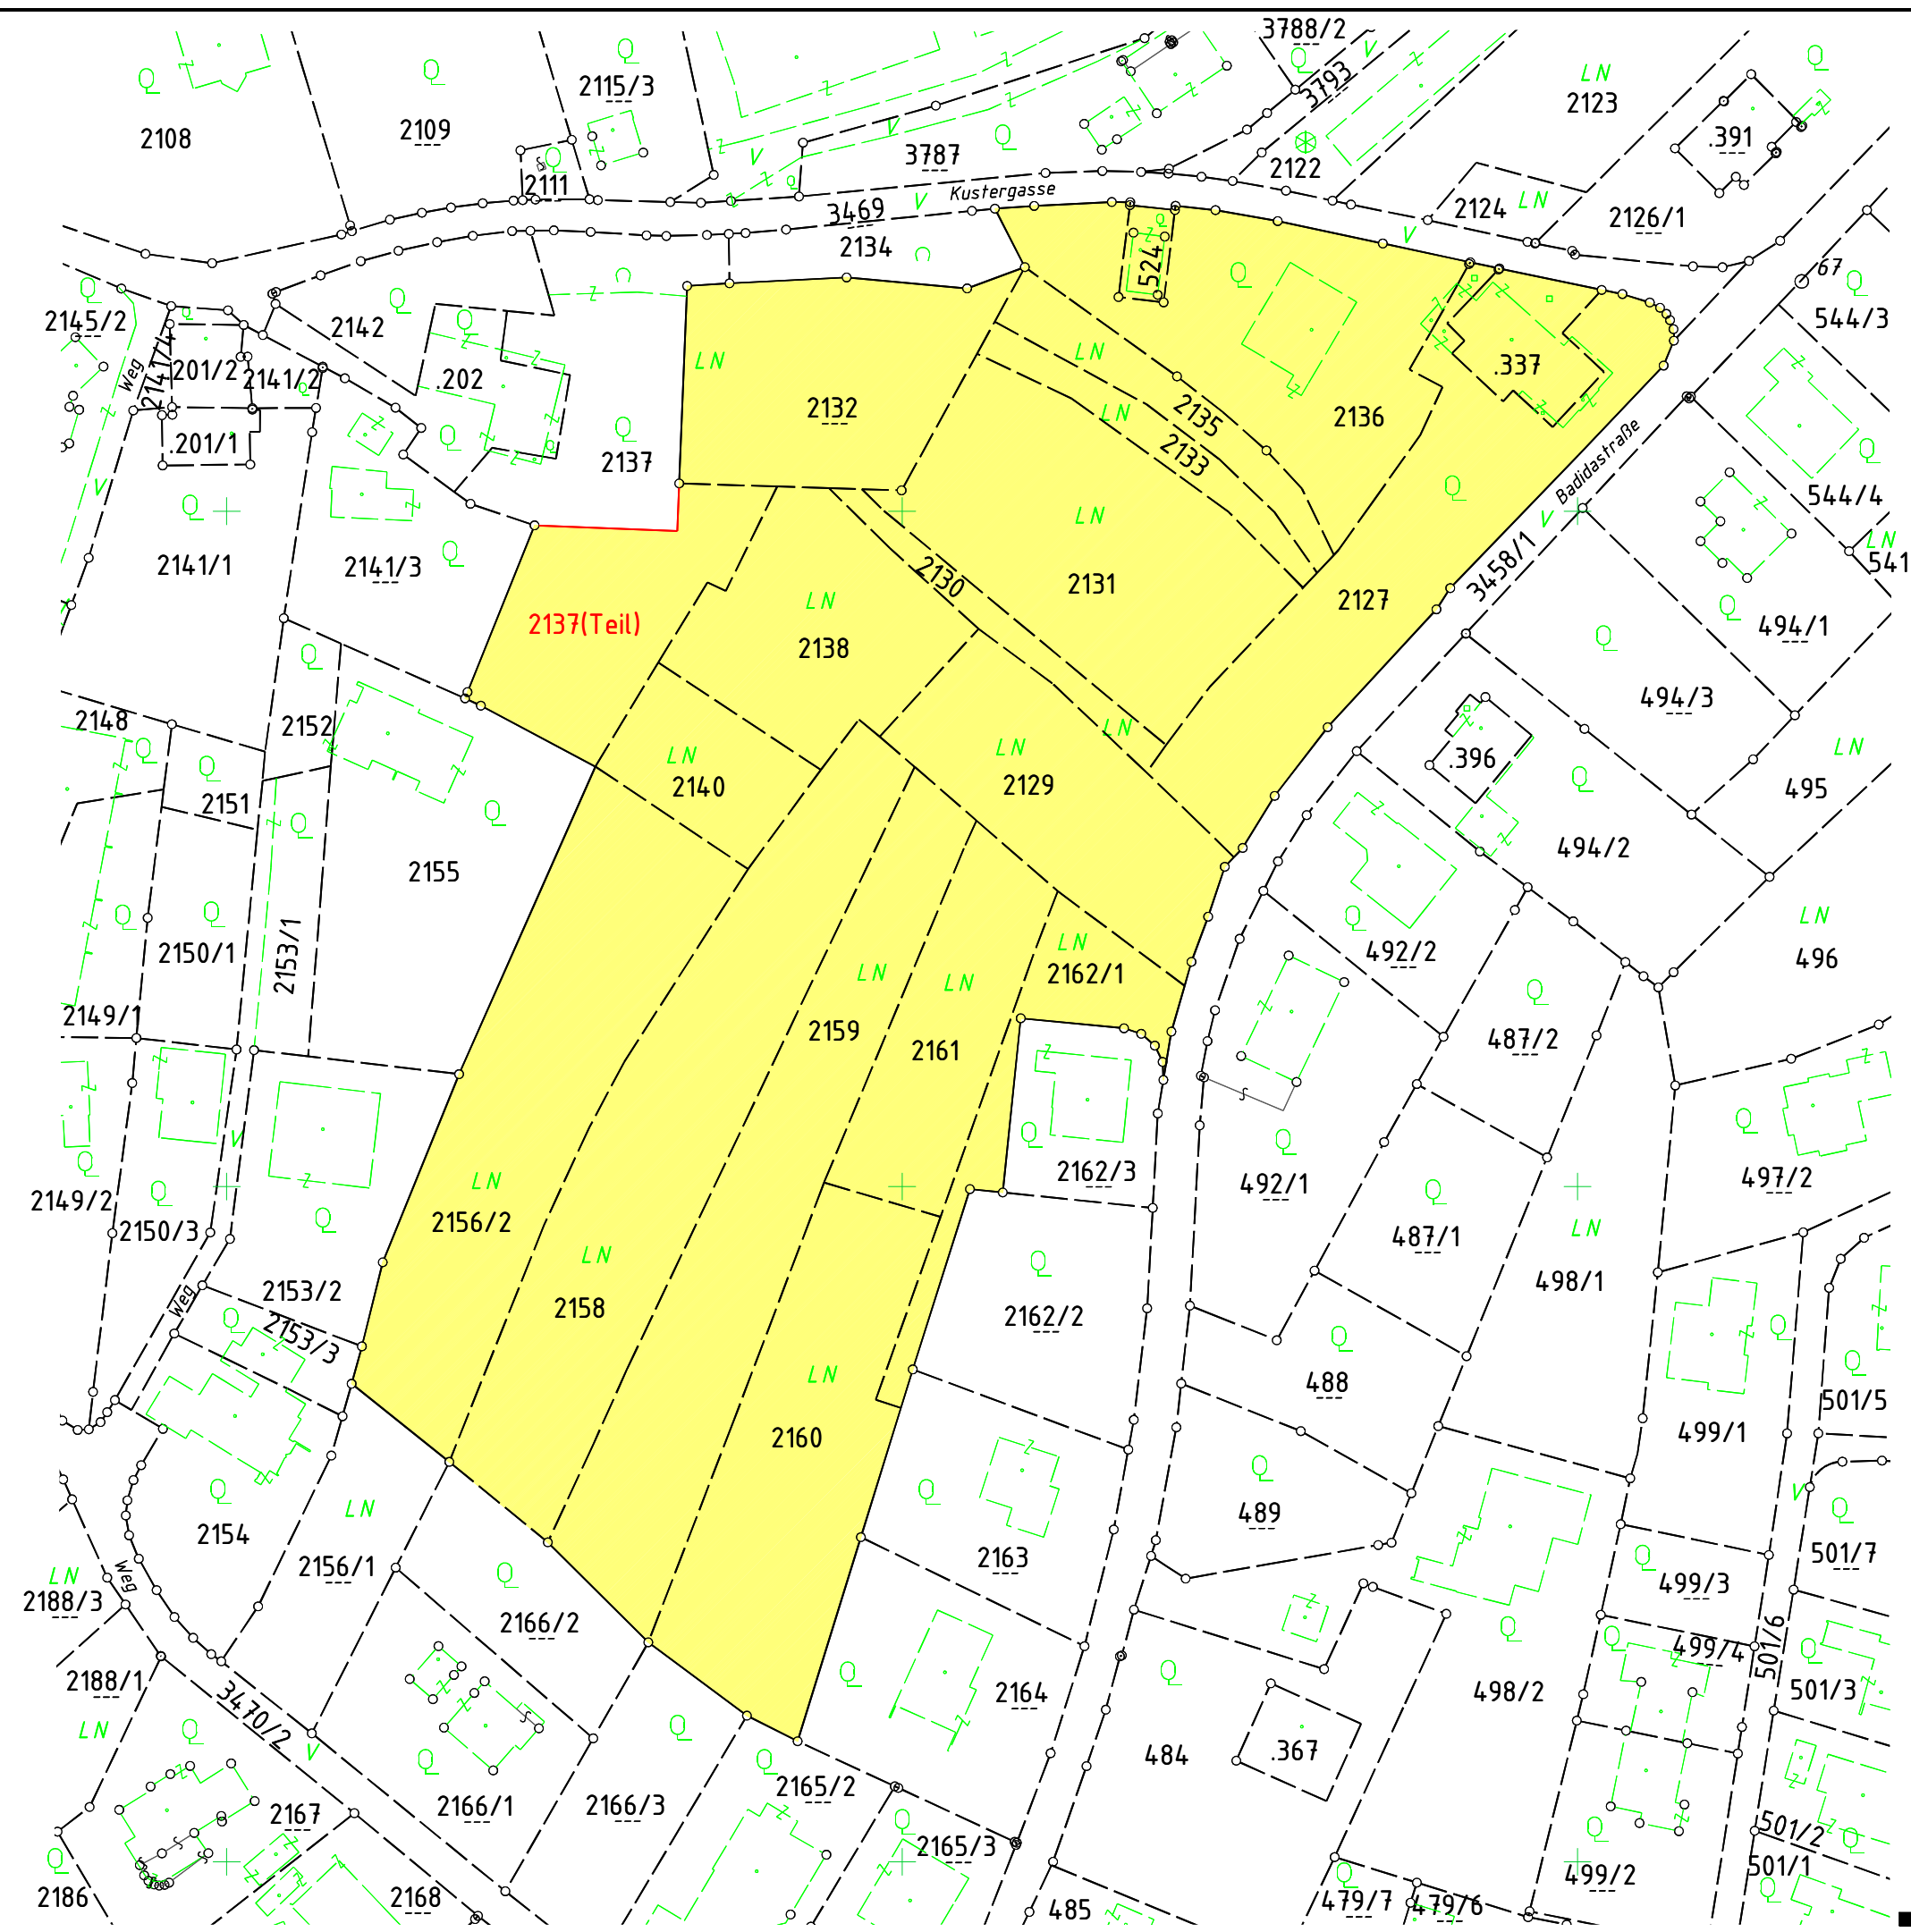 3788/2
Q
Q
Q
Q
V
Q
2115/3
3793
LN
2123
2108
2109
.391
V
Q
3787
2122
V
Q
2111
Q
V
Kustergasse
3469
2124
LN
2126/1
2134
V
67
Q
524
Q
Q
Q
Q
544/3
2145/2
2142
Q
Q
Weg
2141/4
.201/2
2141/2
Q
.202
LN
LN
.337
2132
LN
2135
2136
Q
.201/1
Q
Q
2137
2133
Badidastraße
Q
V
Q
LN
Q
V
544/4
2141/1
2141/3
Q
2130
2131
3458/1
LN
541
LN
2127
Q
2137(Teil)
2138
Q
494/1
Q
494/3
2148
2152
Q
LN
LN
LN
.396
LN
Q
2151
2140
2129
Q
495
Q
Q
2155
494/2
Q
Q
2150/1
2153/1
LN
2162/1
Q
492/2
LN
496
LN
LN
Q
2149/1
2159
2161
487/2
V
Q
Q
Q
Q
2149/2
Q
2150/3
LN
2162/3
492/1
Q
497/2
Q
2156/2
LN
487/1
LN
Q
498/1
2153/2
Weg
Q
2153/3
2158
2162/2
Q
Q
LN
488
Q
501/5
2160
499/1
Q
Q
Q
V
Q
LN
2154
489
Weg
2156/1
Q
2163
Q
501/7
LN
2188/3
499/3
2166/2
Q
Q
Q
499/4
501/6
2188/1
Q
Q
2164
498/2
501/3
3470/2
LN
Q
V
Q
Q
484
.367
Q
2165/2
2167
2166/1
2166/3
Q
2165/3
Q
501/2
Q
Q
501/1
2186
2168
485
Q
479/7
479/6
499/2
Q